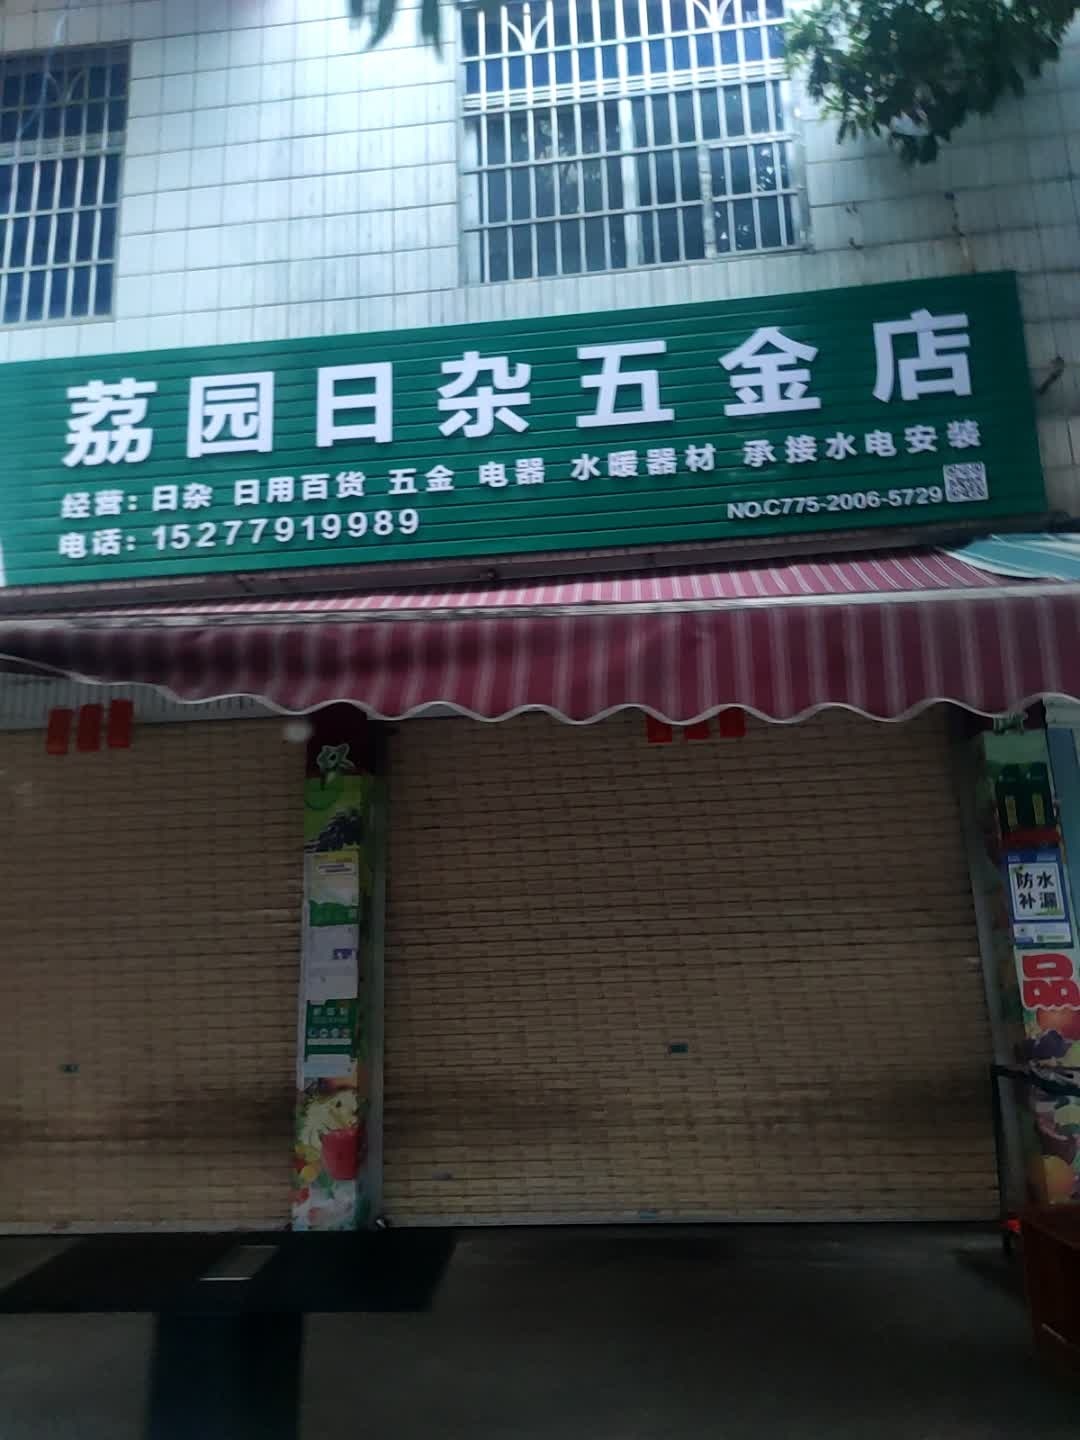 荔园日杂五金店
经营：日杂 日用百货 五金 电器 水暖器材 承接水电安装
电话：15277919989
NO.C775-2006-5729
防水
补漏
品